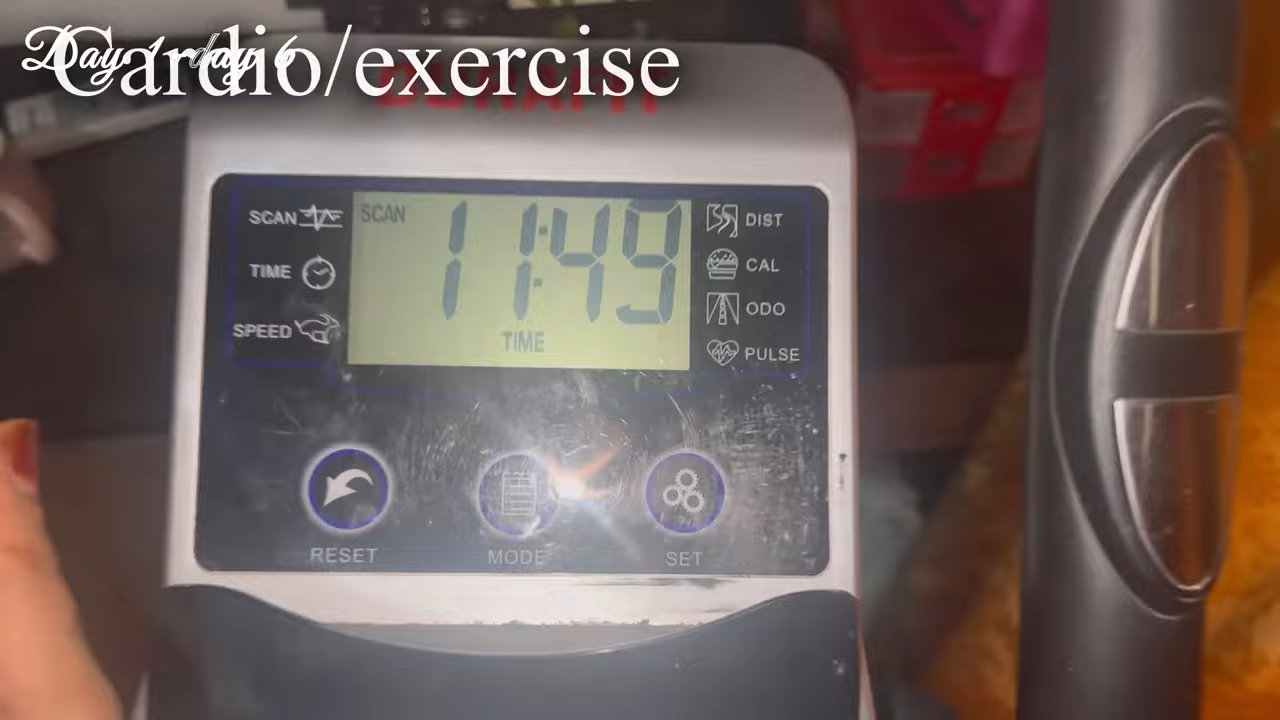 Cardio/exercise
SCAN
TIME
SPEED
SCAN
11:49
TIME
DIST
CAL
ODO
PULSE
RESET
MODE
SET